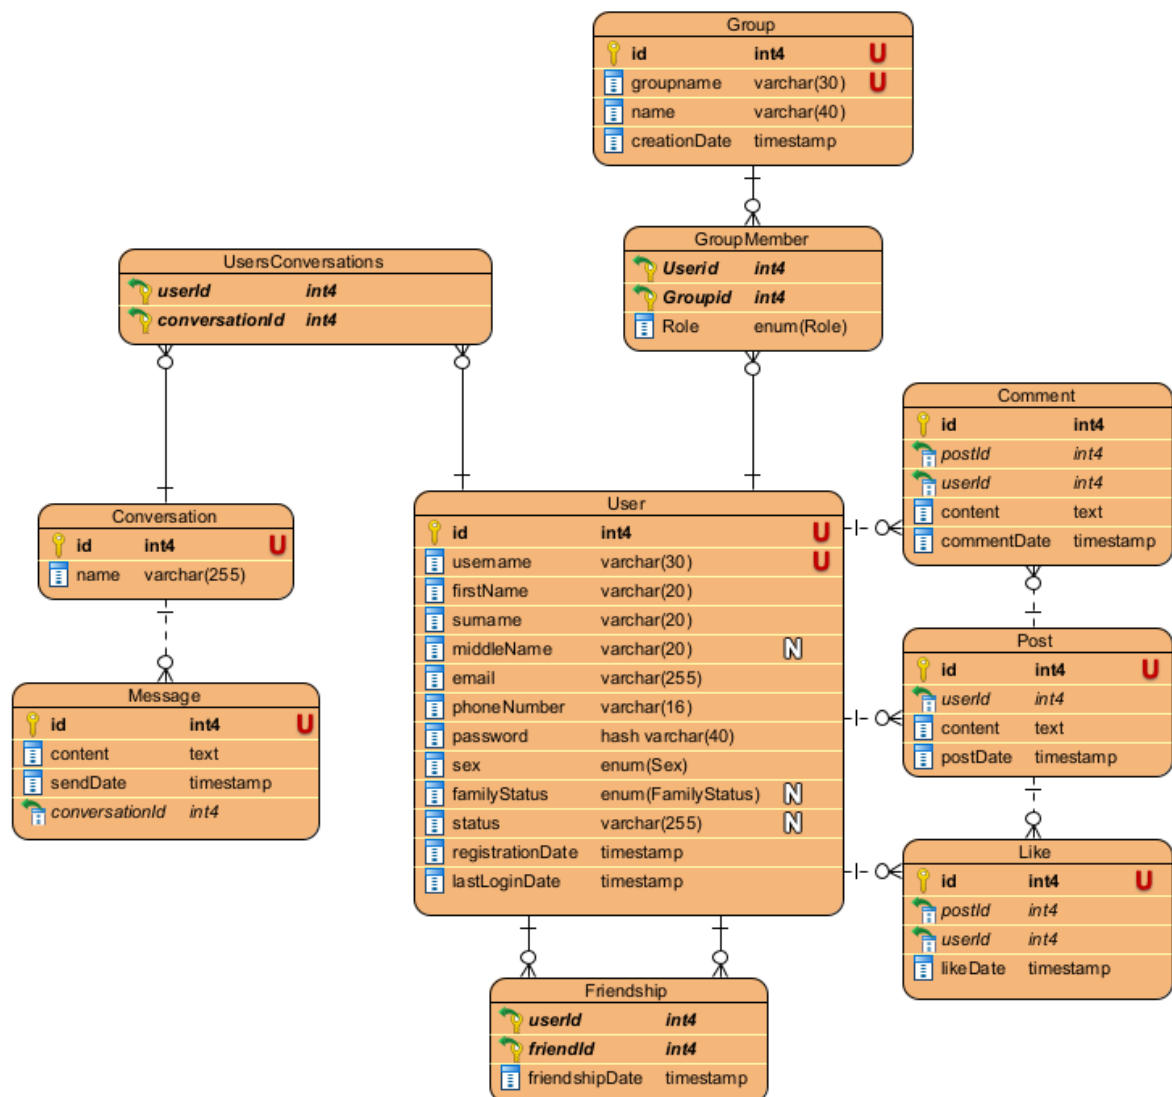 Group
id int4 U
groupname varchar(30) U
name varchar(40)
creationDate timestamp
GroupMember
Userid int4
Groupid int4
Role enum(Role)
UsersConversations
userId int4
conversationId int4
Conversation
id int4 U
name varchar(255)
Message
id int4 U
content text
sendDate timestamp
conversationId int4
User
id int4 U
username varchar(30) U
firstName varchar(20)
surname varchar(20)
middleName varchar(20) N
email varchar(255)
phoneNumber varchar(16)
password hash varchar(40)
sex enum(Sex)
familyStatus enum(FamilyStatus) N
status varchar(255) N
registrationDate timestamp
lastLoginDate timestamp
Comment
id int4
postId int4
userId int4
content text
commentDate timestamp
Post
id int4 U
userId int4
content text
postDate timestamp
Like
id int4 U
postId int4
userId int4
likeDate timestamp
Friendship
userId int4
friendId int4
friendshipDate timestamp